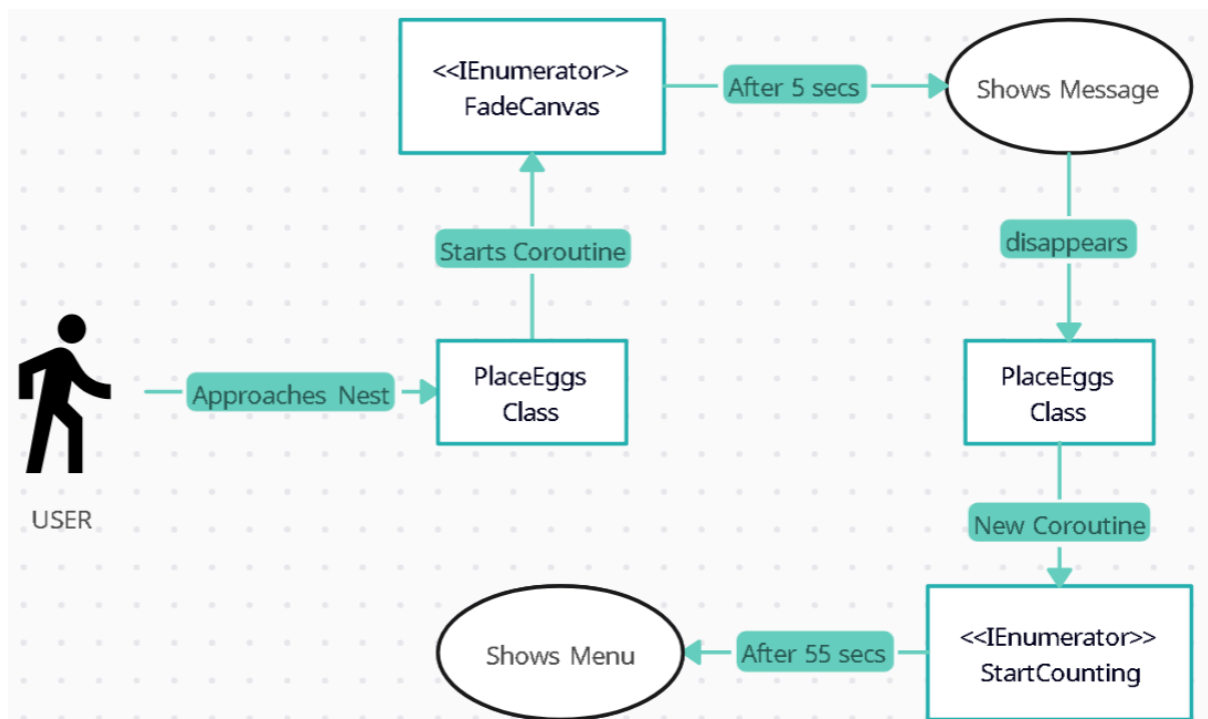 <<IEnumerator>>
FadeCanvas
After 5 secs
Shows Message
Starts Coroutine
disappears
Approaches Nest
PlaceEggs
Class
PlaceEggs
Class
USER
New Coroutine
Shows Menu
After 55 secs
<<IEnumerator>>
StartCounting